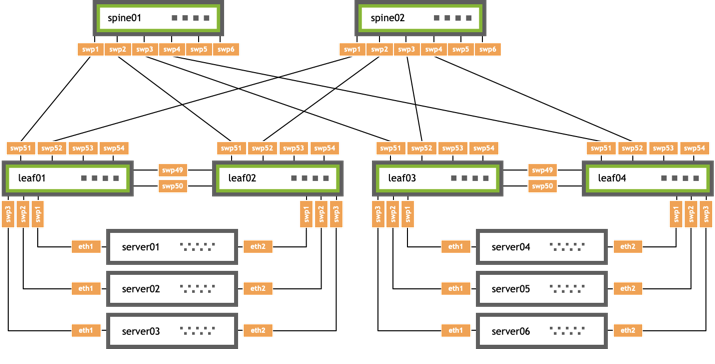 spine01 spine02
swp1 swp2 swp3 swp4 swp5 swp6 swp1 swp2 swp3 swp4 swp5 swp6
swp51 swp52 swp53 swp54 swp51 swp52 swp53 swp54 swp51 swp52 swp53 swp54 swp51 swp52 swp53 swp54
leaf01 swp49 leaf02 leaf03 swp49 leaf04
swp50 swp50
swp3 swp2 swp1 swp1 swp2 swp3 swp3 swp2 swp1 swp1 swp2 swp3
eth1 server01 eth2 eth1 server04 eth2
eth1 server02 eth2 eth1 server05 eth2
eth1 server03 eth2 eth1 server06 eth2